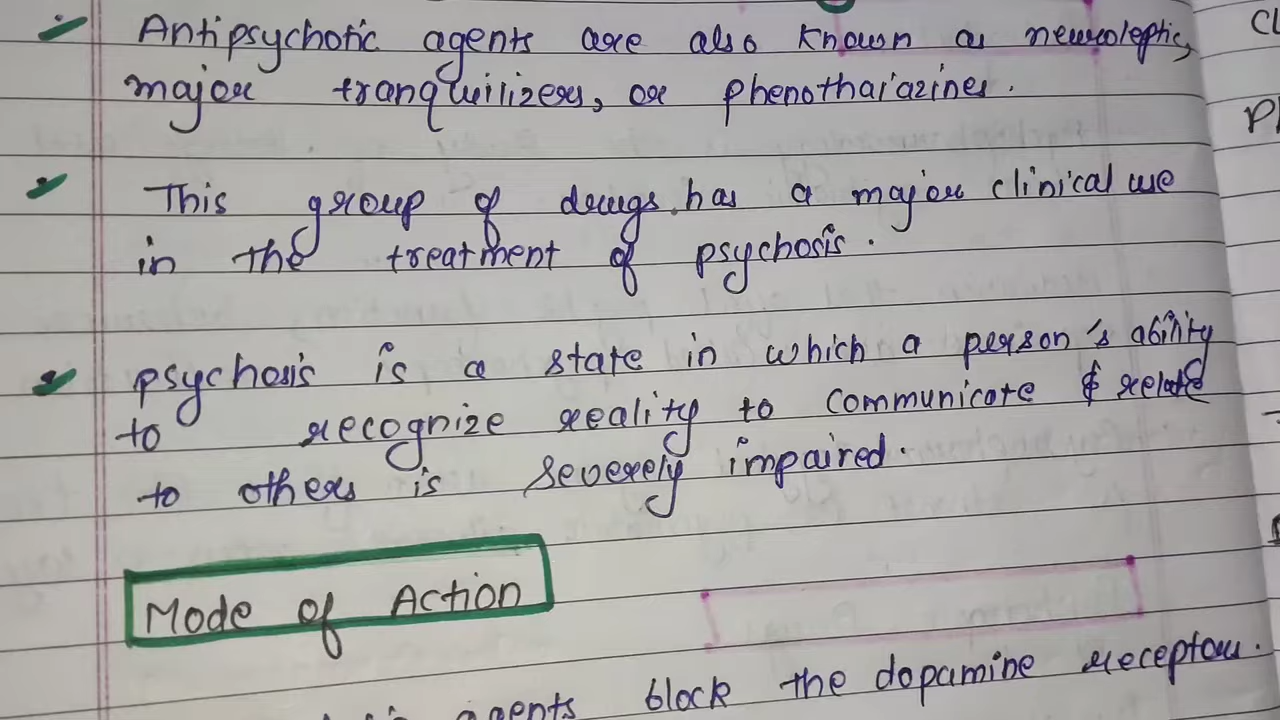 Antipsychotic agents are also known as neuroleptic,
major tranquilizers, or phenothaiazines.
This group of drugs has a major clinical use
in the treatment of psychosis.
psychosis is a state in which a person's ability
to recognize reality to communicate & relate
to others is severely impaired.
Mode of Action
agents block the dopamine receptors.